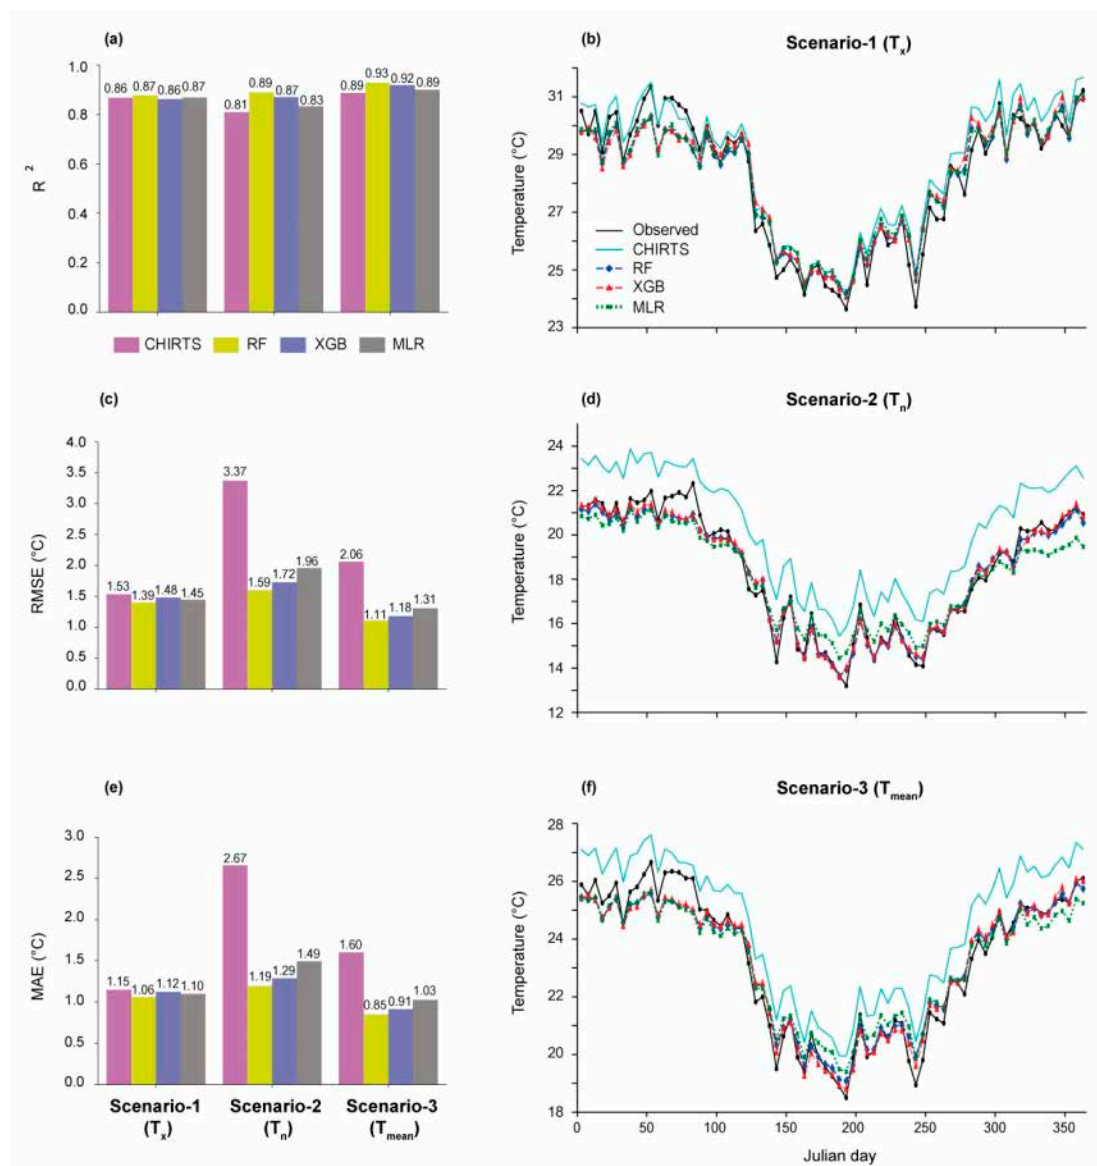 (a)
1.0
0.8
0.6
0.8
0.2
0.0
R²
0.86 0.87 0.86 0.87
0.81 0.89 0.87 0.83
0.89 0.93 0.92 0.89
CHIRTS RF XGB MLR
(b)
Scenario-1 (Tx)
31
29
27
25
23
Temperature (°C)
Observed
CHIRTS
RF
XGB
MLR
(c)
4.0
3.5
3.0
2.5
2.0
1.5
1.0
1.5
0.0
RMSE (°C)
1.53 1.39 1.48 1.45
3.37 1.59 1.72 1.96
2.06 1.11 1.18 1.31
(d)
Scenario-2 (Tn)
24
22
20
18
16
14
12
Temperature (°C)
0 50 100 150 200 250 300 350
(e)
3.0
2.5
2.0
1.5
1.0
0.5
0.0
MAE (°C)
1.15 1.06 1.12 1.10
2.67 1.19 1.29 1.49
1.60 0.85 0.91 1.03
Scenario-1 Scenario-2 Scenario-3
(Tx) (Tn) (Tmean)
(f)
Scenario-3 (Tmean)
28
26
24
22
20
18
Temperature (°C)
0 50 100 150 200 250 300 350
Julian day